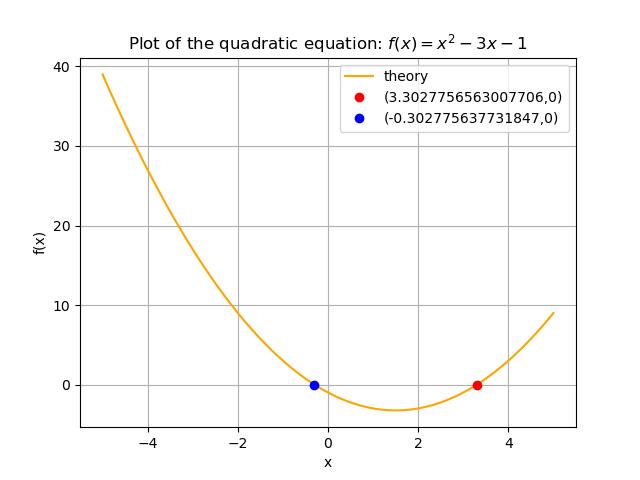 Plot of the quadratic equation: f(x) = x² − 3x − 1
theory
(3.3027756563007706,0)
(-0.302775637731847,0)
f(x)
40
30
20
10
0
−4 −2 0 2 4
x